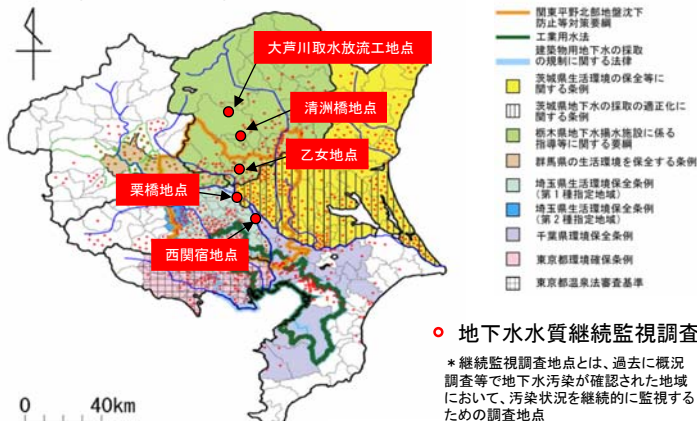 大芦川取水放流工地点
清洲橋地点
乙女地点
栗橋地点
西関宿地点
0 40km
関東平野北部地盤沈下
防止等対策要綱
工業用水法
建築物用地下水の採取
の規制に関する法律
茨城県生活環境の保全等に
関する条例
茨城県地下水の採取の適正化に
関する条例
栃木県地下水揚水施設に係る
指導等に関する要綱
群馬県の生活環境を保全する条例
埼玉県生活環境保全条例
(第1種指定地域)
埼玉県生活環境保全条例
(第2種指定地域)
千葉県環境保全条例
東京都環境確保条例
東京都温泉法審査基準
地下水水質継続監視調査
*継続監視調査地点とは、過去に概況
調査等で地下水汚染が確認された地域
において、汚染状況を継続的に監視する
ための調査地点